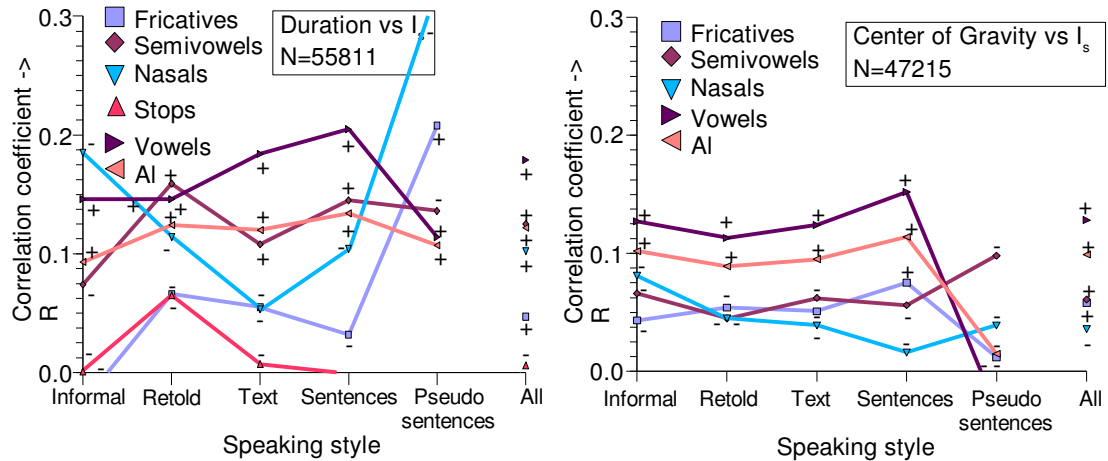 0.3
0.2
0.1
0.0
Correlation coefficient ->
R
Fricatives
Semivowels
Nasals
Stops
Vowels
Al
Duration vs I
N=55811
Informal
Retold
Text
Sentences
Pseudo
sentences
All
Speaking style
0.3
0.2
0.1
0.0
Correlation coefficient ->
R
Fricatives
Semivowels
Nasals
Vowels
Al
Center of Gravity vs Is
N=47215
Informal
Retold
Text
Sentences
Pseudo
sentences
All
Speaking style